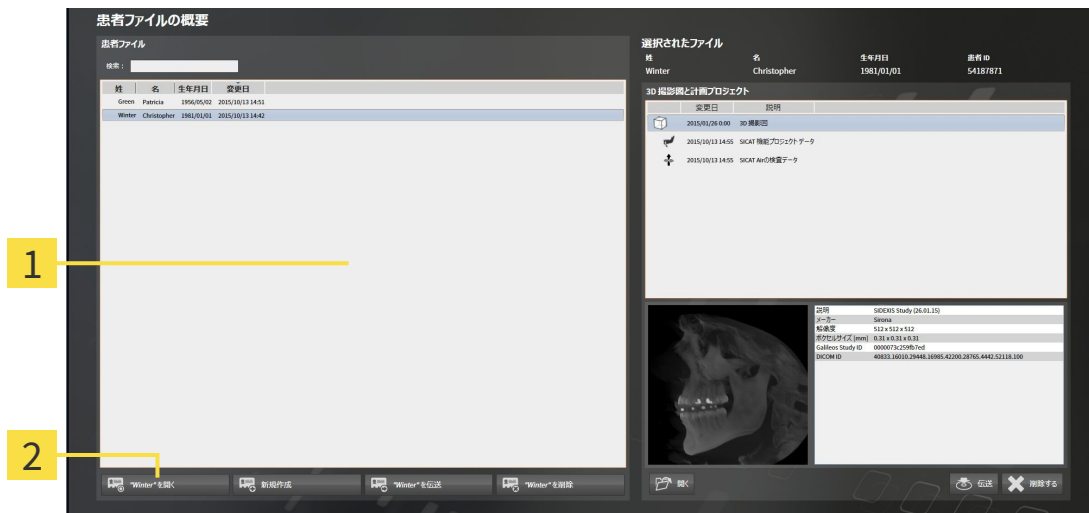 患者ファイルの概要
患者ファイル
検索：
姓 名 生年月日 変更日
Green Patricia 1956/05/02 2015/10/13 14:51
Winter Christopher 1981/01/01 2015/10/13 14:42
1
2
"Winter" を開く 新規作成 "Winter" を伝送 "Winter" を削除
選択されたファイル
姓 名 生年月日 患者 ID
Winter Christopher 1981/01/01 54187871
3D 撮影図と計画プロジェクト
変更日 説明
2015/01/26 0:00 3D 撮影図
2015/10/13 14:55 SICAT 機能プロジェクト データ
2015/10/13 14:55 SICAT Airの検査データ
説明 SIDEXIS Study (26.01.15)
メーカー Sirona
解像度 512 x 512 x 512
ボクセルサイズ [mm] 0.31 x 0.31 x 0.31
Galileos Study ID 0000073c259fb7ed
DICOM ID 40833.16010.29448.16985.42200.28765.4442.52118.100
開く 伝送 削除する